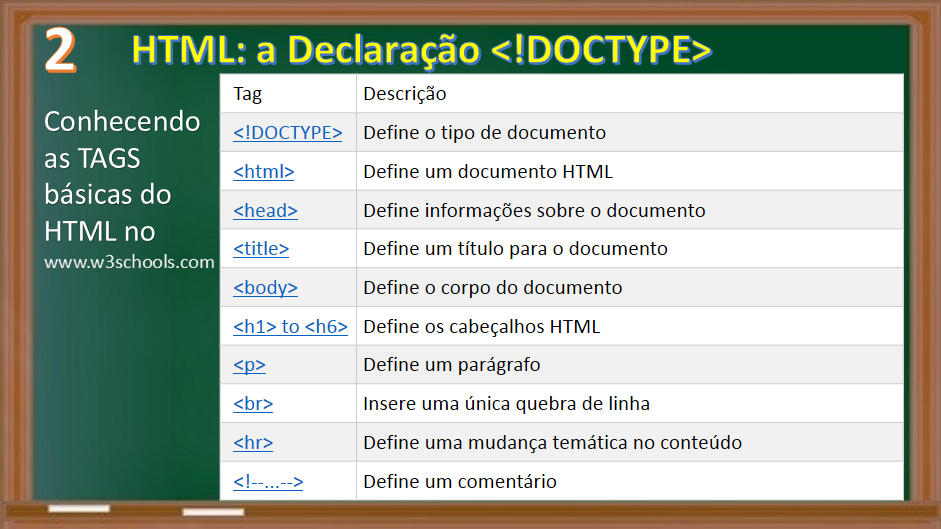 2
HTML: a Declaração <!DOCTYPE>
Conhecendo
as TAGS
básicas do
HTML no
www.w3schools.com
Tag Descrição
<!DOCTYPE> Define o tipo de documento
<html> Define um documento HTML
<head> Define informações sobre o documento
<title> Define um título para o documento
<body> Define o corpo do documento
<h1> to <h6> Define os cabeçalhos HTML
<p> Define um parágrafo
<br> Insere uma única quebra de linha
<hr> Define uma mudança temática no conteúdo
<!--...--> Define um comentário